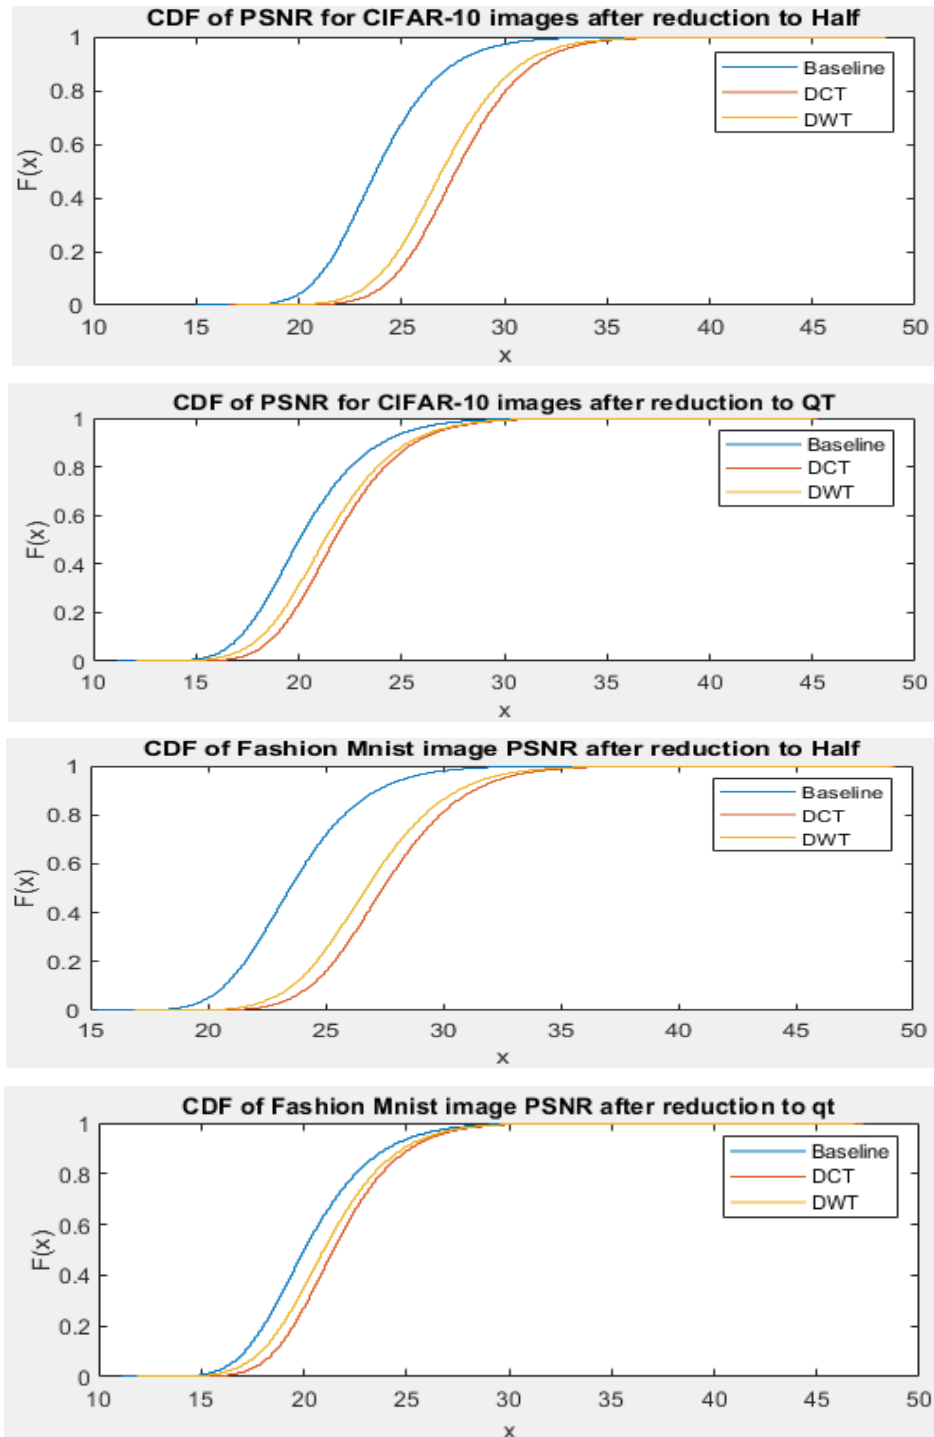 CDF of PSNR for CIFAR-10 images after reduction to Half
1
0.8
0.6
0.4
0.2
0
F(x)
Baseline
DCT
DWT
10 15 20 25 30 35 40 45 50
x
CDF of PSNR for CIFAR-10 images after reduction to QT
1
0.8
0.6
0.4
0.2
0
F(x)
Baseline
DCT
DWT
10 15 20 25 30 35 40 45 50
x
CDF of Fashion Mnist image PSNR after reduction to Half
1
0.8
0.6
0.4
0.2
0
F(x)
Baseline
DCT
DWT
15 20 25 30 35 40 45 50
x
CDF of Fashion Mnist image PSNR after reduction to qt
1
0.8
0.6
0.4
0.2
0
F(x)
Baseline
DCT
DWT
10 15 20 25 30 35 40 45 50
x